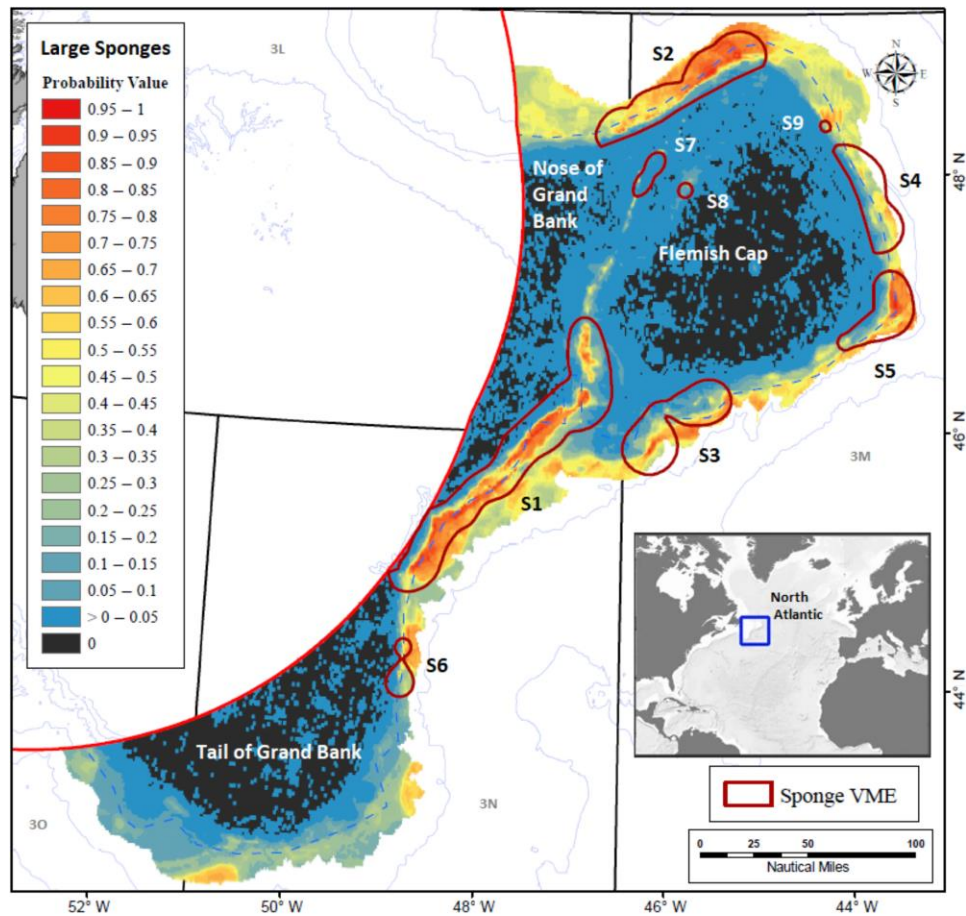 Large Sponges
Probability Value
0.95 – 1
0.9 – 0.95
0.85 – 0.9
0.8 – 0.85
0.75 – 0.8
0.7 – 0.75
0.65 – 0.7
0.6 – 0.65
0.55 – 0.6
0.5 – 0.55
0.45 – 0.5
0.4 – 0.45
0.35 – 0.4
0.3 – 0.35
0.25 – 0.3
0.2 – 0.25
0.15 – 0.2
0.1 – 0.15
0.05 – 0.1
> 0 – 0.05
0
3L
S2
N
W E
S
S9
S7
S4
48° N
Nose of
Grand
Bank
S8
Flemish Cap
S5
46° N
S3
3M
S1
North
Atlantic
S6
44° N
Tail of Grand Bank
3O
3N
Sponge VME
0 25 50 100
Nautical Miles
52° W
50° W
48° W
46° W
44° W